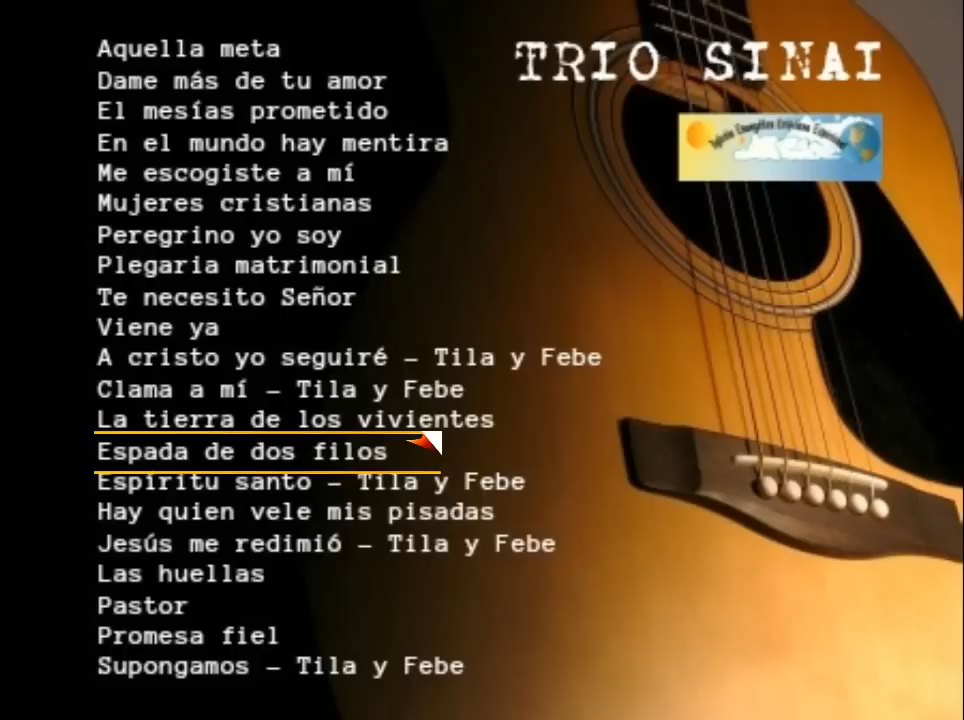 TRIO SINAI
Aquella meta
Dame más de tu amor
El mesías prometido
En el mundo hay mentira
Me escogiste a mí
Mujeres cristianas
Peregrino yo soy
Plegaria matrimonial
Te necesito Señor
Viene ya
A cristo yo seguiré – Tila y Febe
Clama a mí – Tila y Febe
La tierra de los vivientes
Espada de dos filos
Espíritu santo – Tila y Febe
Hay quien vele mis pisadas
Jesús me redimió – Tila y Febe
Las huellas
Pastor
Promesa fiel
Supongamos – Tila y Febe